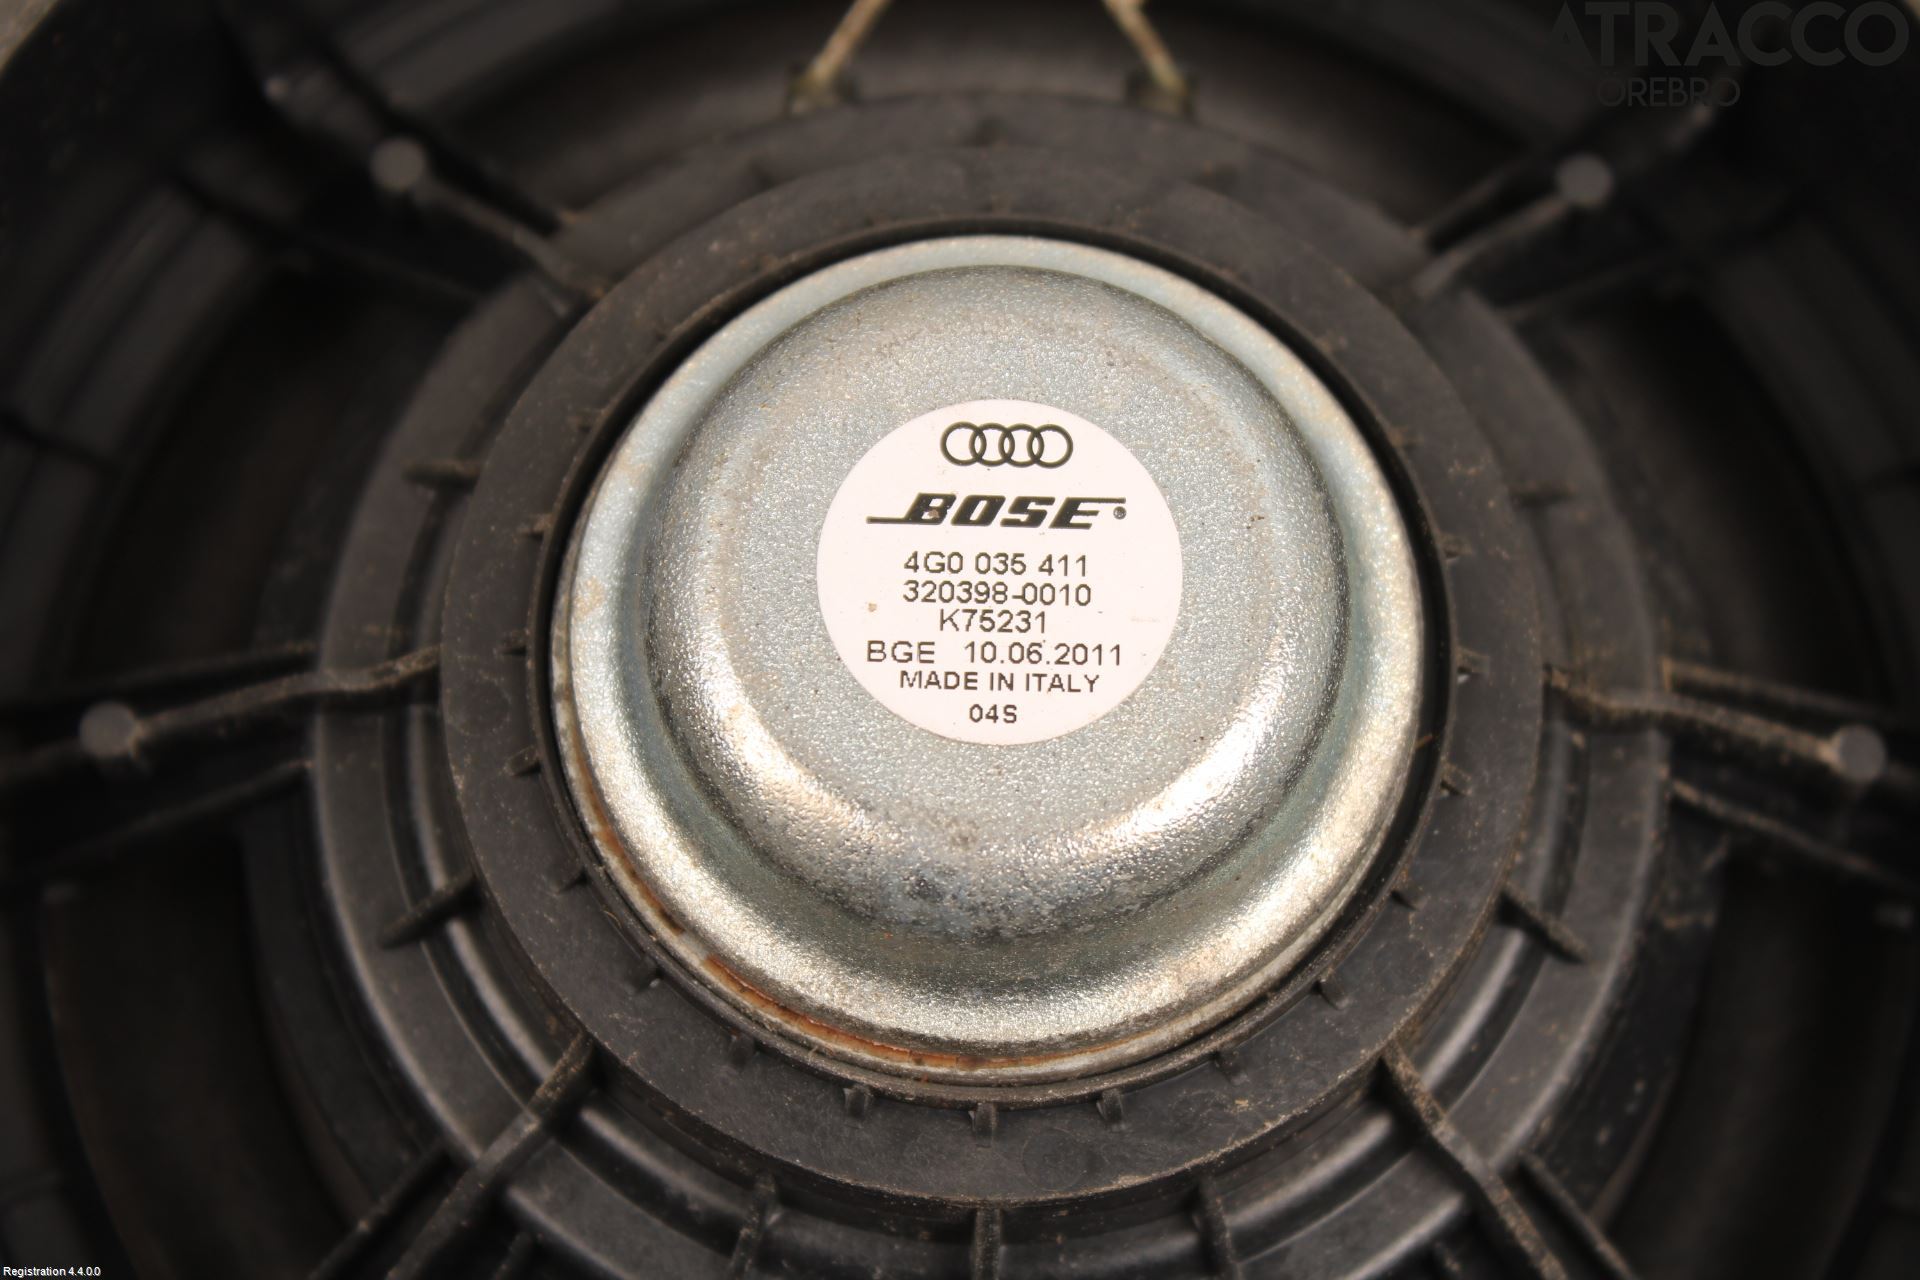 ATRACCO
ÖREBRO
BOSE
4G0 035 411
320398-0010
K75231
BGE 10.06.2011
MADE IN ITALY
04S
Registration 4.4.0.0